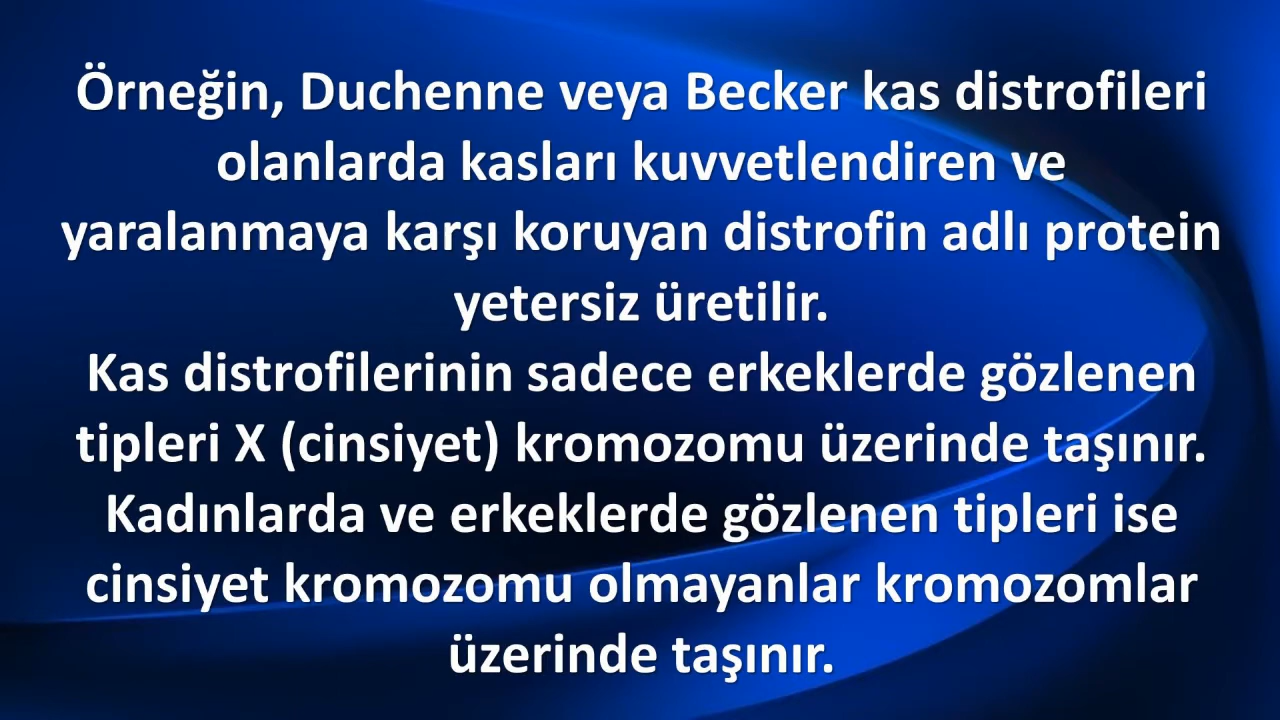 Örneğin, Duchenne veya Becker kas distrofileri
olanlarda kasları kuvvetlendiren ve
yaralanmaya karşı koruyan distrofin adlı protein
yetersiz üretilir.
Kas distrofilerinin sadece erkeklerde gözlenen
tipleri X (cinsiyet) kromozomu üzerinde taşınır.
Kadınlarda ve erkeklerde gözlenen tipleri ise
cinsiyet kromozomu olmayanlar kromozomlar
üzerinde taşınır.